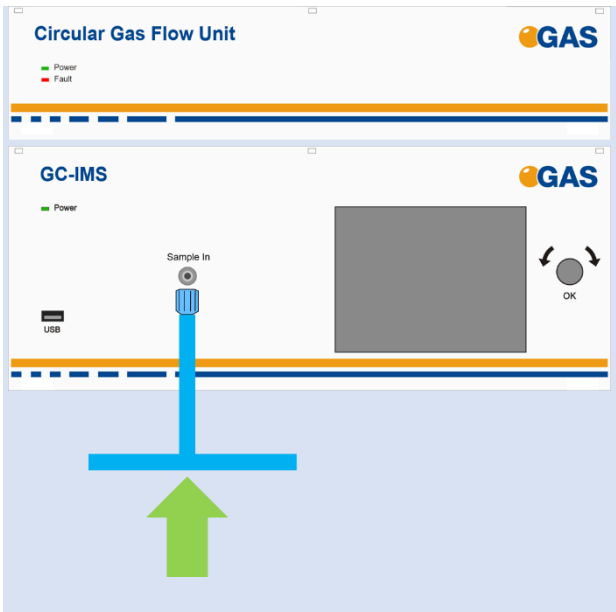 Circular Gas Flow Unit
GAS
Power
Fault
GC-IMS
GAS
Power
Sample In
OK
USB